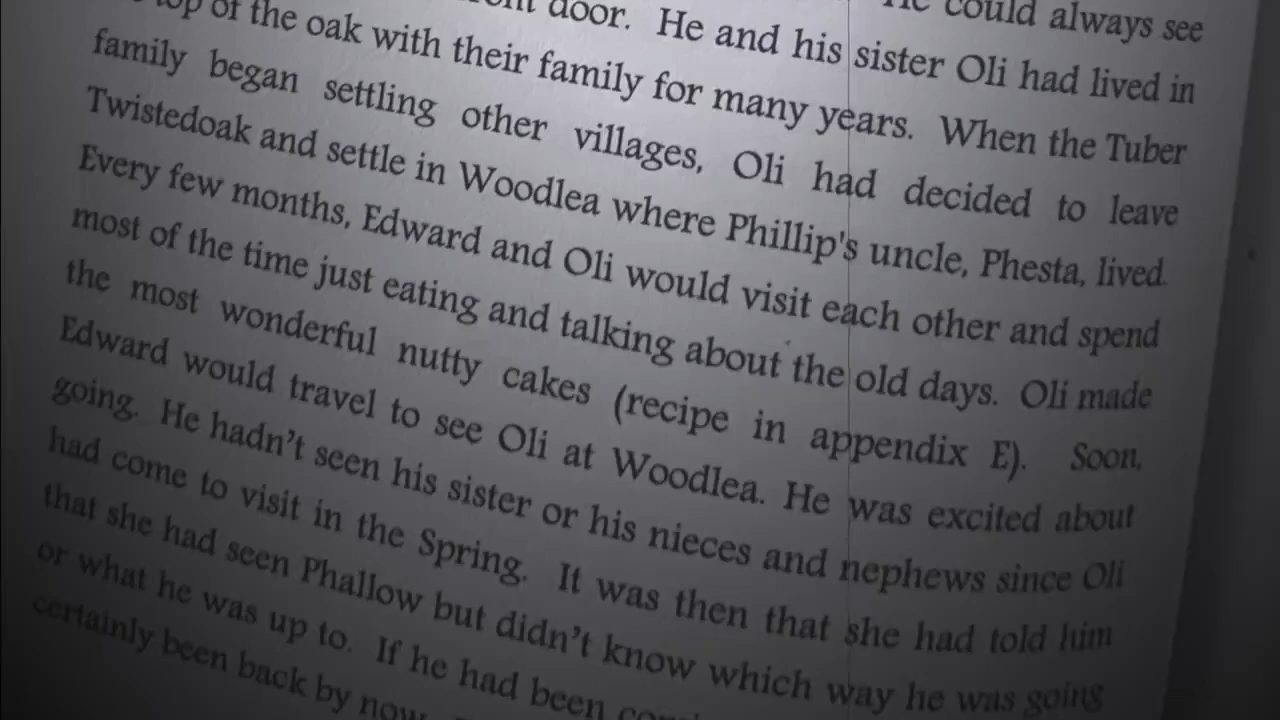 He could always see
door. He and his sister Oli had lived in
top of the oak with their family for many years. When the Tuber
family began settling other villages, Oli had decided to leave
Twistedoak and settle in Woodlea where Phillip's uncle, Phesta, lived.
Every few months, Edward and Oli would visit each other and spend
most of the time just eating and talking about the old days. Oli made
the most wonderful nutty cakes (recipe in appendix E). Soon,
Edward would travel to see Oli at Woodlea. He was excited about
going. He hadn’t seen his sister or his nieces and nephews since Oli
had come to visit in the Spring. It was then that she had told him
that she had seen Phallow but didn’t know which way he was going
or what he was up to. If he had been
certainly been back by now